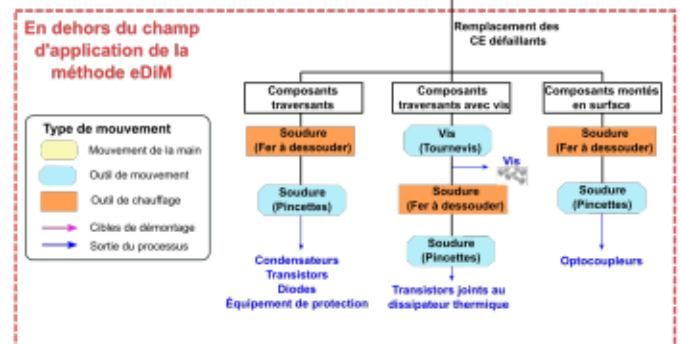 En dehors du champ
d'application de la
méthode eDiM
Remplacement des
CE défaillants
Composants
traversants
Composants
traversants avec vis
Composants montés
en surface
Type de mouvement
Mouvement de la main
Outil de mouvement
Outil de chauffage
Cibles de démontage
Sortie du processus
Soudure
(Fer à dessouder)
Soudure
(Pincettes)
Condensateurs
Transistors
Diodes
Équipement de protection
Vis
(Tournevis)
Vis
Soudure
(Fer à dessouder)
Soudure
(Pincettes)
Transistors joints au
dissipateur thermique
Soudure
(Fer à dessouder)
Soudure
(Pincettes)
Optocoupleurs